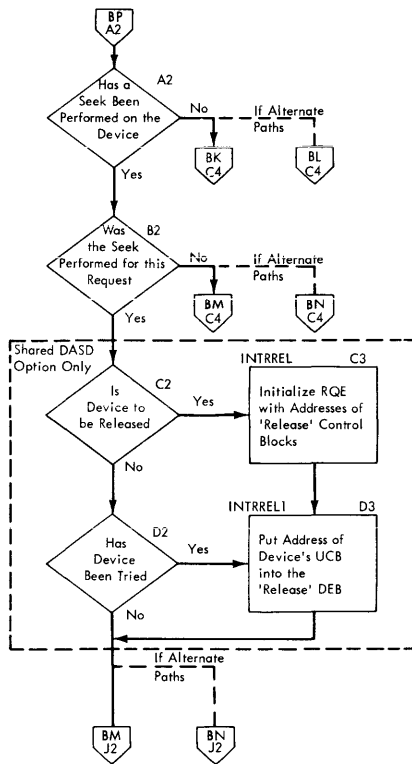 BP
A2
A2
Has a
Seek Been
Performed on the
Device
No
If Alternate
Paths
BK
C4
BL
C4
Yes
B2
Was
the Seek
Performed for this
Request
No
If Alternate
Paths
BM
C4
BN
C4
Yes
Shared DASD
Option Only
C2
Is
Device to
be Released
Yes
INTRREL C3
Initialize RQE
with Addresses of
'Release' Control
Blocks
No
D2
Has
Device
Been Tried
Yes
INTRREL1 D3
Put Address of
Device's UCB
into the
'Release' DEB
No
If Alternate
Paths
BM
J2
BN
J2